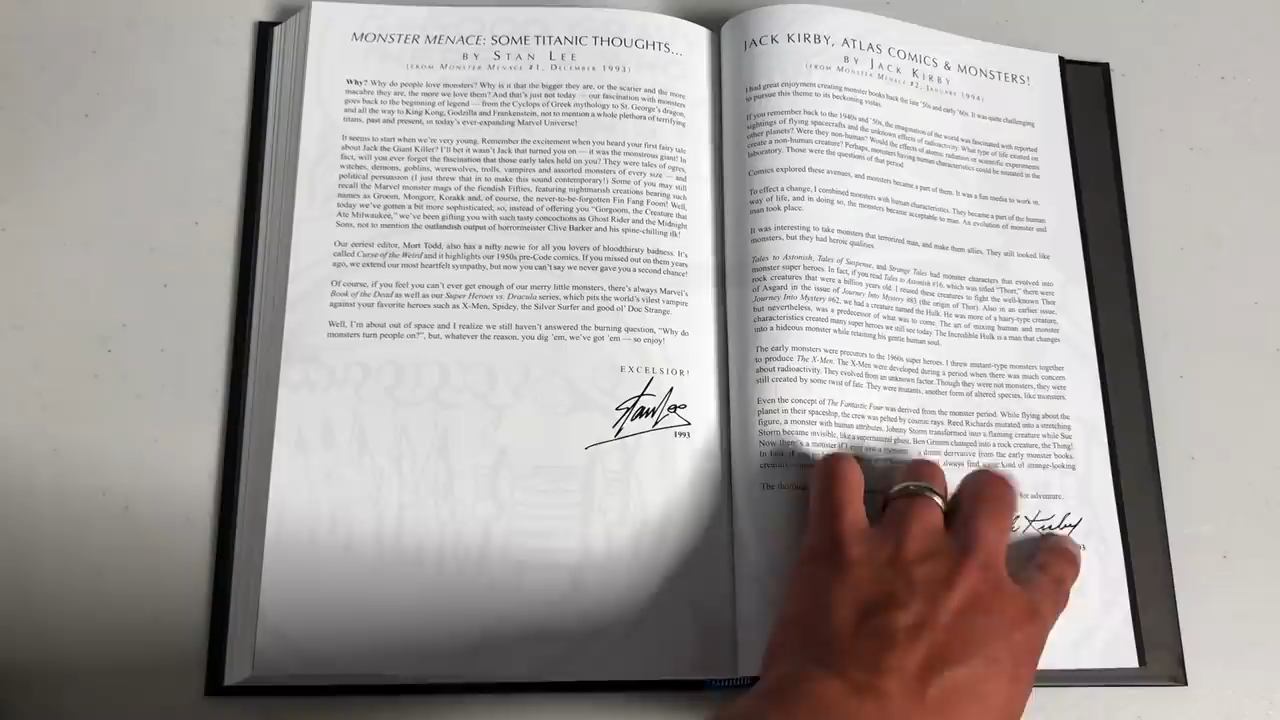 MONSTER MENACE: SOME TITANIC THOUGHTS...
BY STAN LEE
(FROM MONSTER MENACE #1, DECEMBER 1993)
Why? Why do people love monsters? Why is it that the bigger they are, or the scarier and the more
macabre they are, the more we love them? And that's just not today — our fascination with monsters
goes back to the beginning of legend — from the Cyclops of Greek mythology to St. George's dragon,
and all the way to King Kong, Godzilla and Frankenstein, not to mention a whole plethora of terrifying
titans, past and present, in today's ever-expanding Marvel Universe!
It seems to start when we're very young. Remember the excitement when you heard your first fairy tale
about Jack the Giant Killer? I'll bet it wasn't Jack that turned you on — it was the monstrous giant! In
fact, will you ever forget the fascination that those early tales held on you? They were tales of ogres,
witches, demons, goblins, werewolves, trolls, vampires and assorted monsters of every size — and
political persuasion (I just threw that in to make this sound contemporary!) Some of you may still
recall the Marvel monster mags of the fiendish Fifties, featuring nightmarish creations bearing such
names as Groom, Mongorr, Korakk and, of course, the never-to-be-forgotten Fin Fang Foom! Well,
today we've gotten a bit more sophisticated; so, instead of offering you "Gorgoom, the Creature that
Ate Milwaukee," we've been gifting you with such tasty concoctions as Ghost Rider and the Midnight
Sons, not to mention the outlandish output of horrormeister Clive Barker and his spine-chilling ilk!
Our eeriest editor, Mort Todd, also has a nifty newie for all you lovers of bloodthirsty badness. It's
called Curse of the Weird and it highlights our 1950s pre-Code comics. If you missed out on them years
ago, we extend our most heartfelt sympathy, but now you can't say we never gave you a second chance!
Of course, if you feel you can't ever get enough of our merry little monsters, there's always Marvel's
Book of the Dead as well as our Super Heroes vs. Dracula series, which pits the world's vilest vampire
against your favorite heroes such as X-Men, Spidey, the Silver Surfer and good ol' Doc Strange.
Well, I'm about out of space and I realize we still haven't answered the burning question, "Why do
monsters turn people on?", but, whatever the reason, you dig 'em, we've got 'em — so enjoy!
EXCELSIOR!
Stan Lee
1993
JACK KIRBY, ATLAS COMICS & MONSTERS!
BY JACK KIRBY
(FROM MONSTER MENACE #2, JANUARY 1994)
I had great enjoyment creating monster books back the late '50s and early '60s. It was quite challenging
to pursue this theme to its beckoning vistas.
If you remember back to the 1940s and '50s, the imagination of the world was fascinated with reported
sightings of flying spacecrafts and the unknown effects of radioactivity. What type of life existed on
other planets? Were they non-human? Would the effects of atomic radiation or scientific experiments
create a non-human creature? Perhaps, monsters having human characteristics could be mutated in the
laboratory. Those were the questions of that period.
Comics explored these avenues, and monsters became a part of them. It was a fun media to work in.
To effect a change, I combined monsters with human characteristics. They became a part of the human
way of life, and in doing so, the monsters became acceptable to man. An evolution of monster and
man took place.
It was interesting to take monsters that terrorized man, and make them allies. They still looked like
monsters, but they had heroic qualities.
Tales to Astonish, Tales of Suspense, and Strange Tales had monster characters that evolved into
monster super heroes. In fact, if you read Tales to Astonish #16, which was titled "Thorr," there were
rock creatures that were a billion years old. I reused these creatures to fight the well-known Thor
of Asgard in the issue of Journey Into Mystery #83 (the origin of Thor). Also in an earlier issue,
Journey Into Mystery #62, we had a creature named the Hulk. He was more of a hairy-type creature,
but nevertheless, was a predecessor of what was to come. The art of mixing human and monster
characteristics created many super heroes we still see today. The Incredible Hulk is a man that changes
into a hideous monster while retaining his gentle human soul.
The early monsters were precutors to the 1960s super heroes. I threw mutant-type monsters together
to produce The X-Men. The X-Men were developed during a period when there was much concern
about radioactivity. They evolved from an unknown factor. Though they were not monsters, they were
still created by some twist of fate. They were mutants, another form of altered species, like monsters.
Even the concept of The Fantastic Four was derived from the monster period. While flying about the
planet in their spaceship, the crew was pelted by cosmic rays. Reed Richards mutated into a stretching
figure, a monster with human attributes. Johnny Storm transformed into a flaming creature while Sue
Storm became invisible, like a supernatural ghost. Ben Grimm changed into a rock creature, the Thing!
Now there's a monster if I ever saw a monster a direct derivative from the early monster books.
In fact, if always find some kind of strange-looking
The for adventure.
Kirby